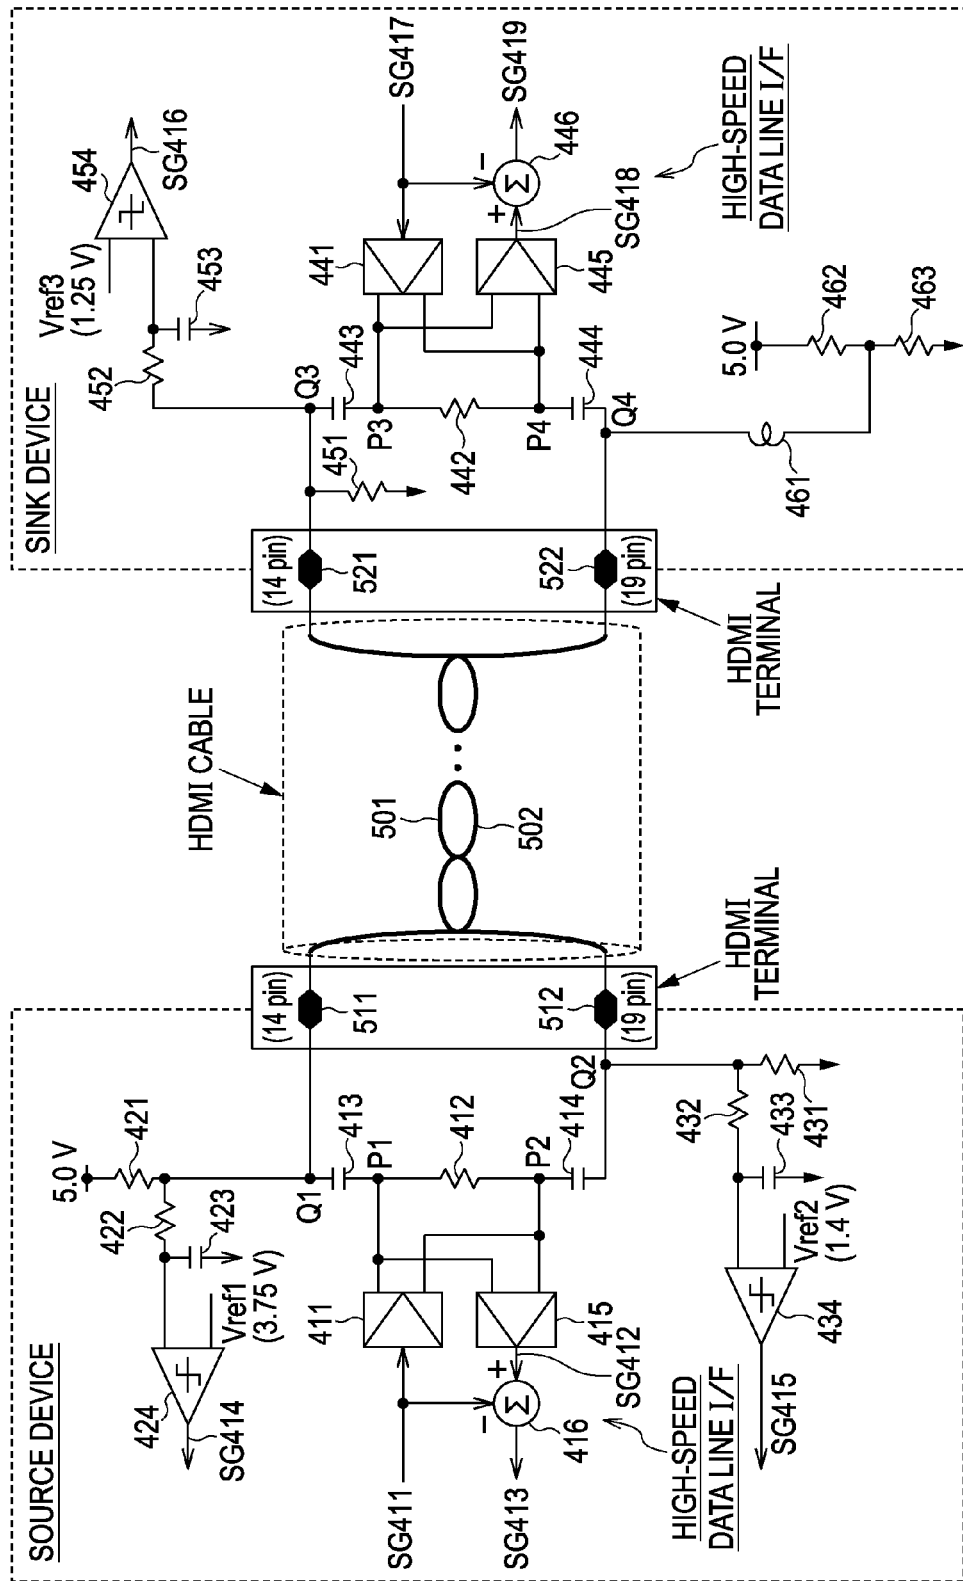 SOURCE DEVICE
5.0 V
421
422
423
Vref1
(3.75 V)
424
SG414
Q1
413
P1
412
P2
414
Q2
411
415
SG412
416
SG411
SG413
HIGH-SPEED
DATA LINE I/F
432
433
431
Vref2
(1.4 V)
434
SG415
(14 pin)
511
512
(19 pin)
HDMI
TERMINAL
HDMI CABLE
501
502
SINK DEVICE
(14 pin)
521
522
(19 pin)
HDMI
TERMINAL
Vref3
(1.25 V)
454
SG416
453
452
Q3
451
443
P3
442
P4
444
Q4
441
445
SG417
SG419
446
SG418
HIGH-SPEED
DATA LINE I/F
5.0 V
462
463
461
+
−
Σ
+
−
Σ